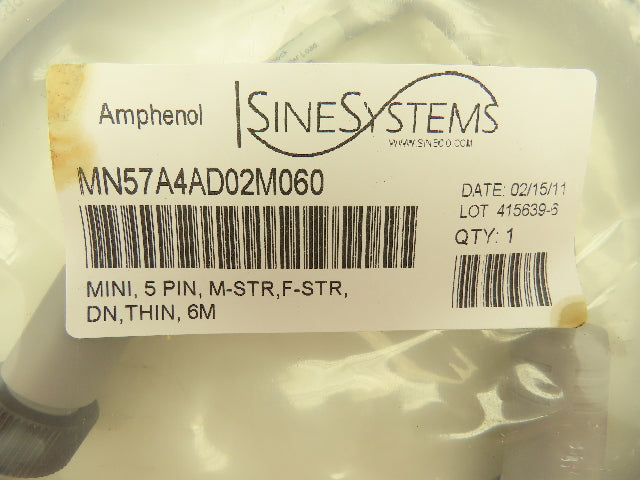 Amphenol
SINESYSTEMS
WWW.SINECO.COM
MN57A4AD02M060
DATE: 02/15/11
LOT 415639-6
QTY: 1
MINI, 5 PIN, M-STR,F-STR,
DN,THIN, 6M